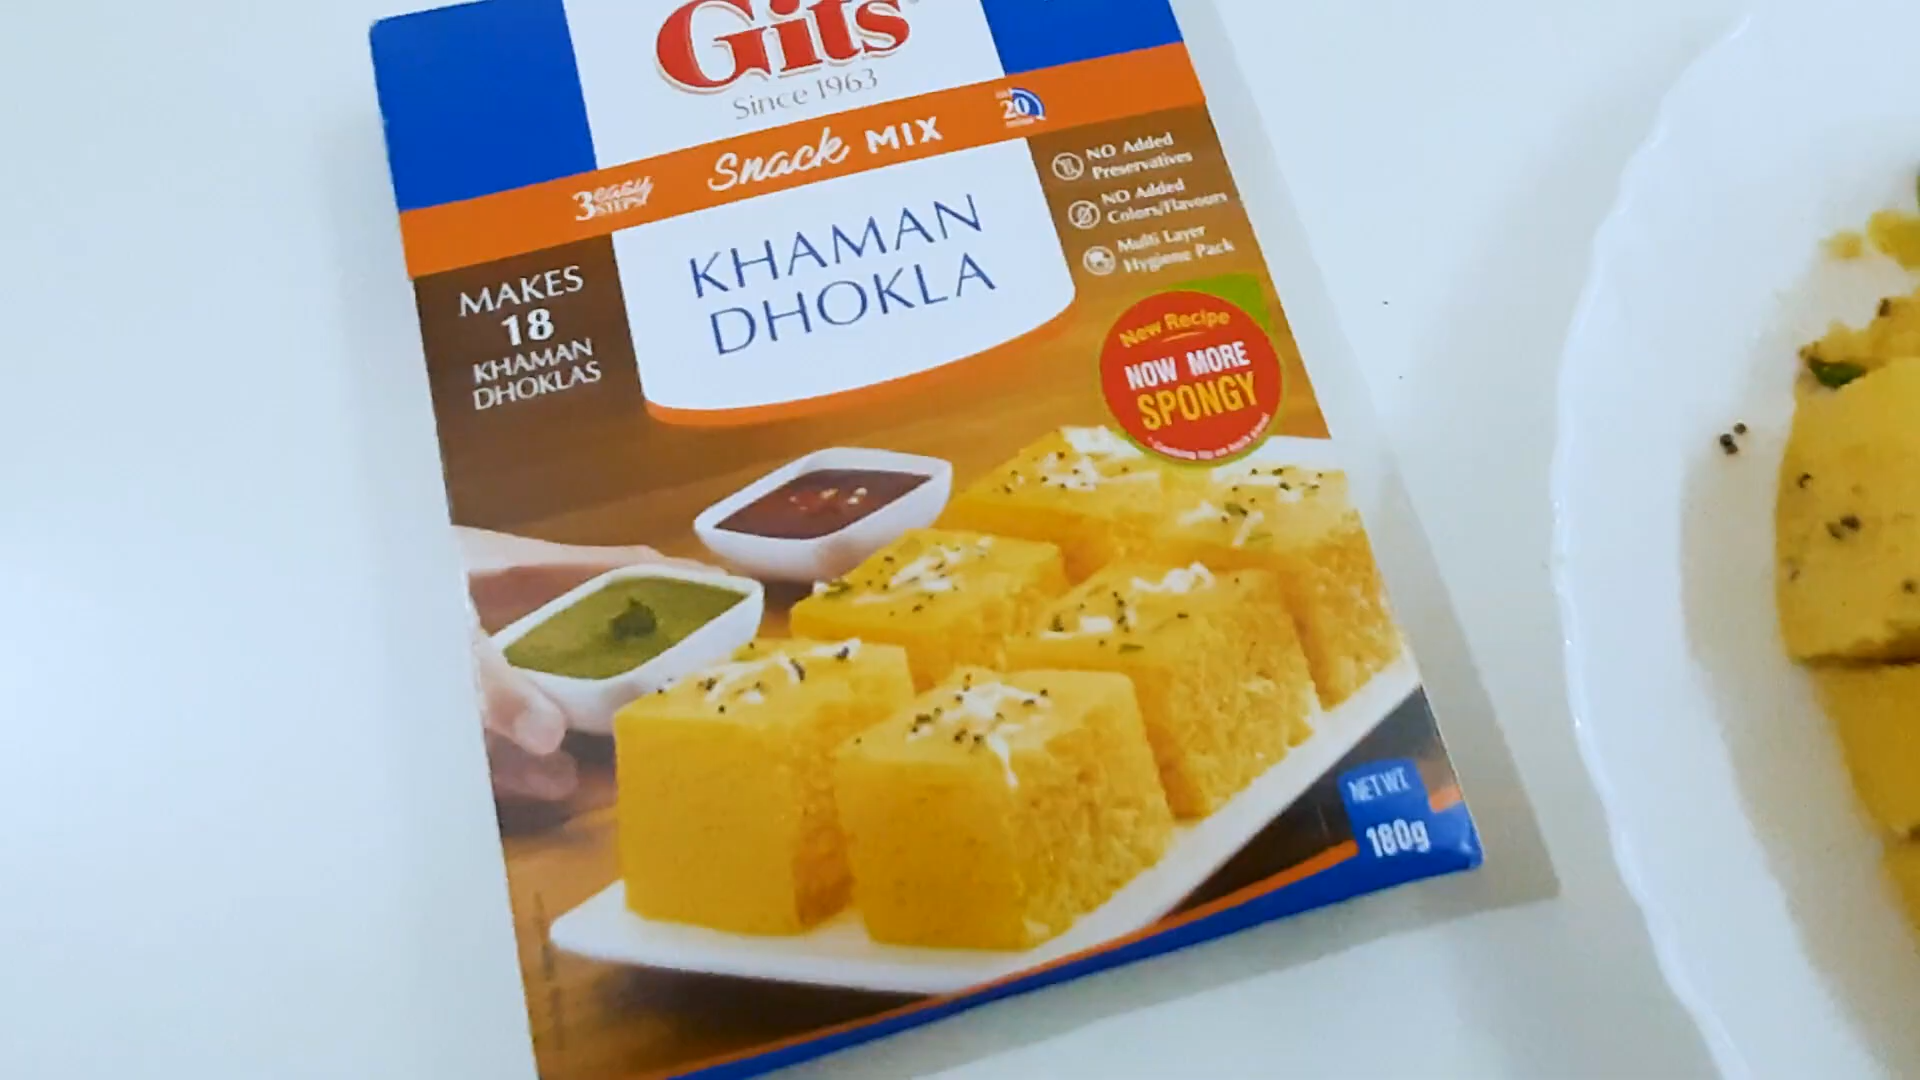 Gits
Since 1963
Snack MIX
20
3 easy STEPS!
KHAMAN
DHOKLA
MAKES
18
KHAMAN
DHOKLAS
NO Added
Preservatives
NO Added
Colors/Flavours
Multi Layer
Hygiene Pack
New Recipe
NOW MORE
SPONGY
NET WT
180g